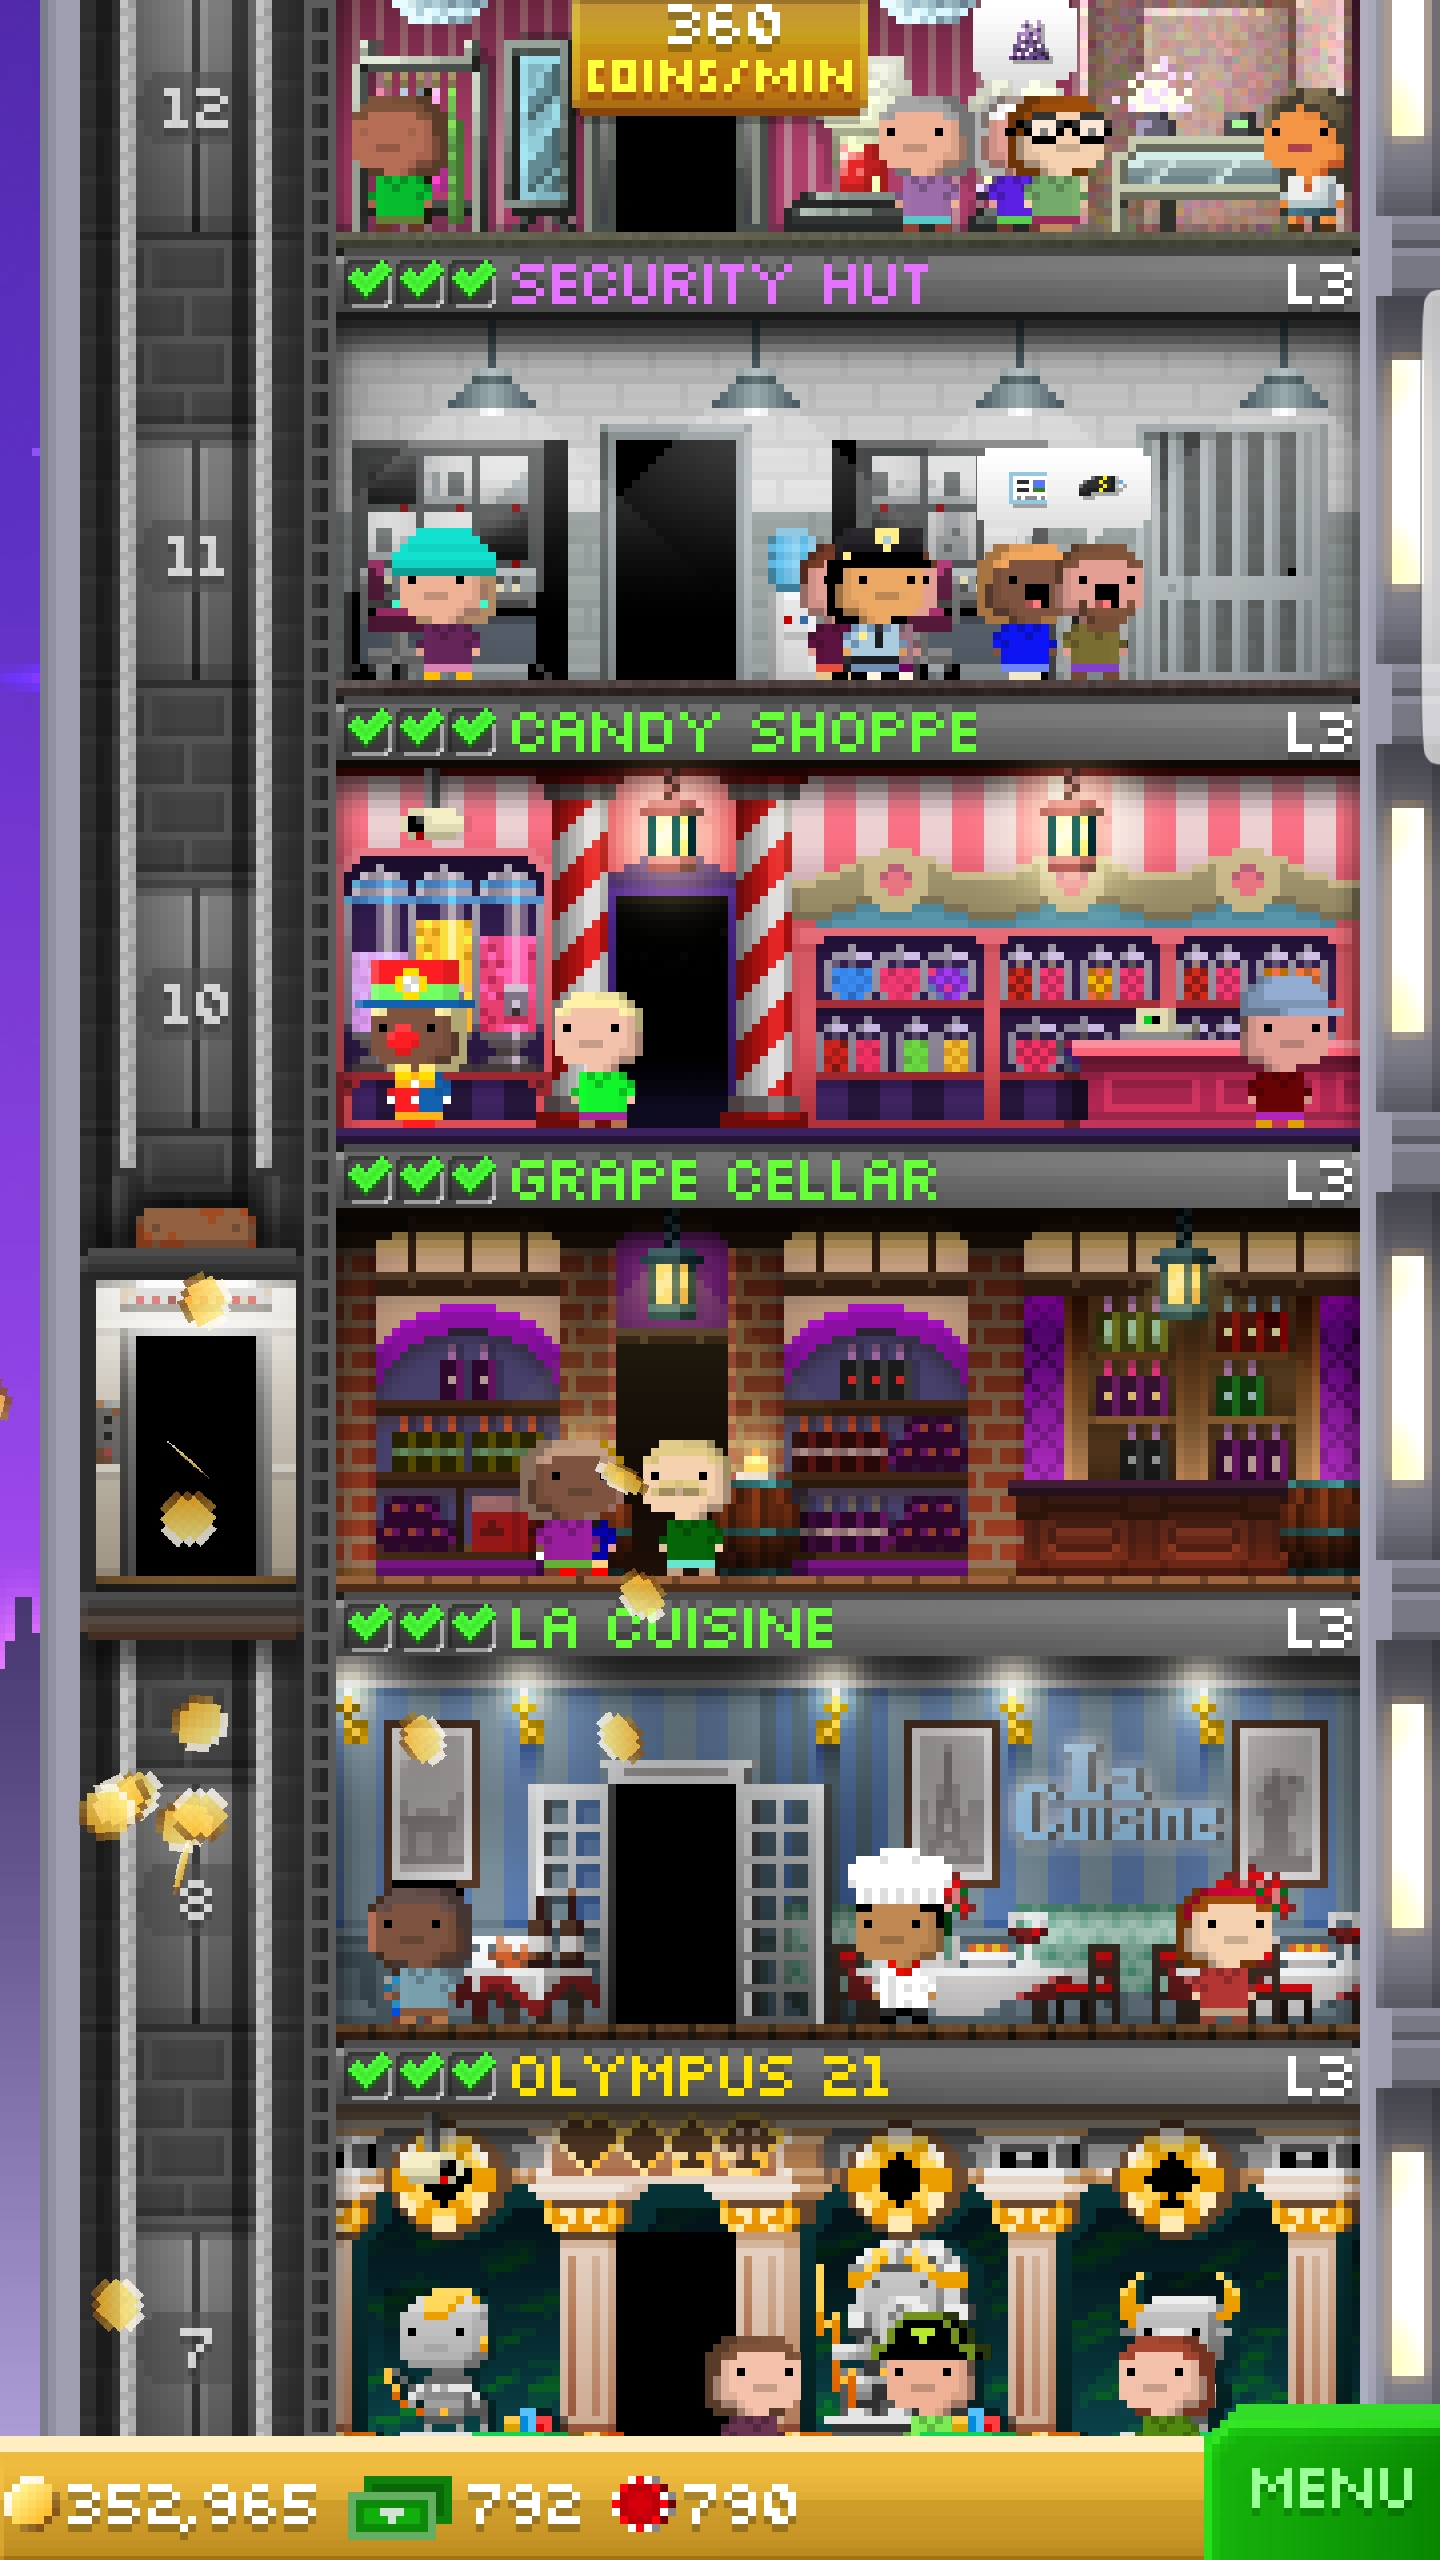 360
COINS/MIN
12
SECURITY HUT L3
11
CANDY SHOPPE L3
10
GRAPE CELLAR L3
LA CUISINE L3
La
Cuisine
8
OLYMPUS 21 L3
7
352,965 792 790
MENU